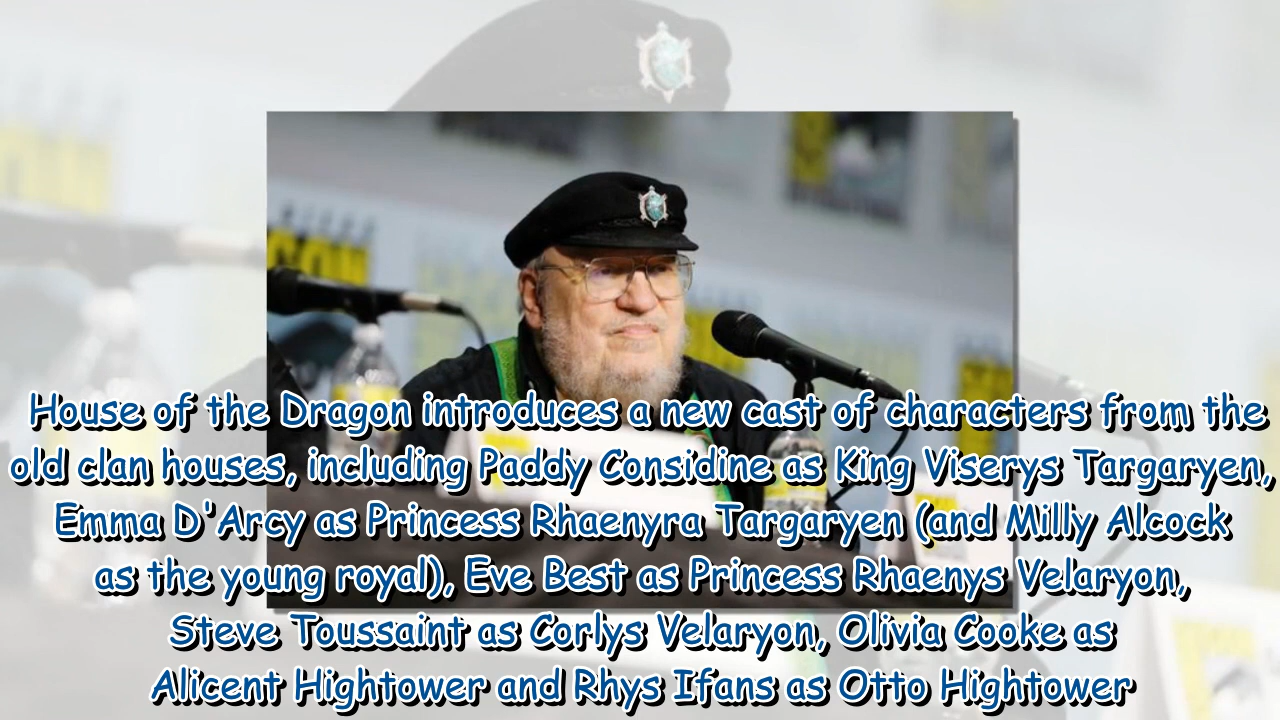 CON
House of the Dragon introduces a new cast of characters from the
old clan houses, including Paddy Considine as King Viserys Targaryen,
Emma D'Arcy as Princess Rhaenyra Targaryen (and Milly Alcock
as the young royal), Eve Best as Princess Rhaenys Velaryon,
Steve Toussaint as Corlys Velaryon, Olivia Cooke as
Alicent Hightower and Rhys Ifans as Otto Hightower